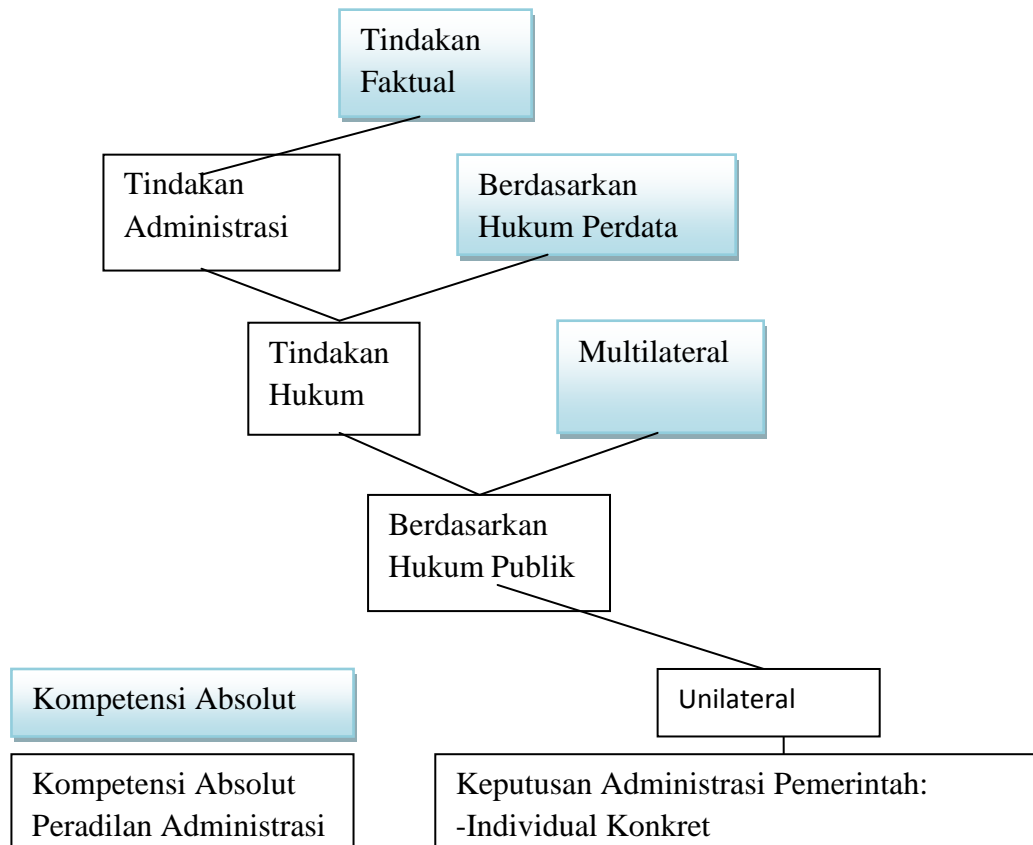 Tindakan
Faktual
Tindakan
Administrasi
Berdasarkan
Hukum Perdata
Tindakan
Hukum
Multilateral
Berdasarkan
Hukum Publik
Kompetensi Absolut
Unilateral
Kompetensi Absolut
Peradilan Administrasi
Keputusan Administrasi Pemerintah:
-Individual Konkret